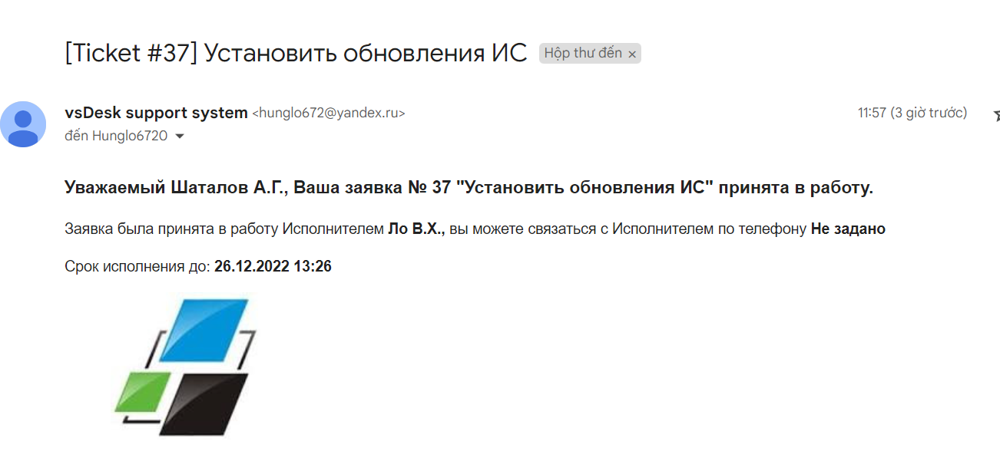 [Ticket #37] Установить обновления ИС Hộp thư đến ×
vsDesk support system <hunglo672@yandex.ru> 11:57 (3 giờ trước)
đến Hunglo6720
Уважаемый Шаталов А.Г., Ваша заявка № 37 "Установить обновления ИС" принята в работу.
Заявка была принята в работу Исполнителем Ло В.Х., вы можете связаться с Исполнителем по телефону Не задано
Срок исполнения до: 26.12.2022 13:26